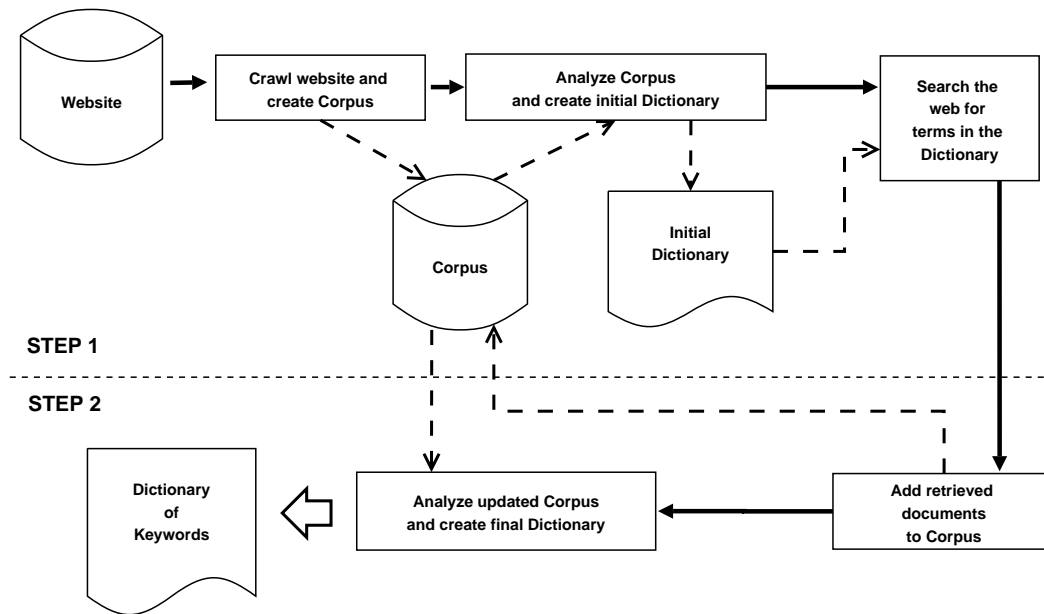 Website
Crawl website and
create Corpus
Analyze Corpus
and create initial Dictionary
Search the
web for
terms in the
Dictionary
Corpus
Initial
Dictionary
STEP 1
STEP 2
Dictionary
of
Keywords
Analyze updated Corpus
and create final Dictionary
Add retrieved
documents
to Corpus